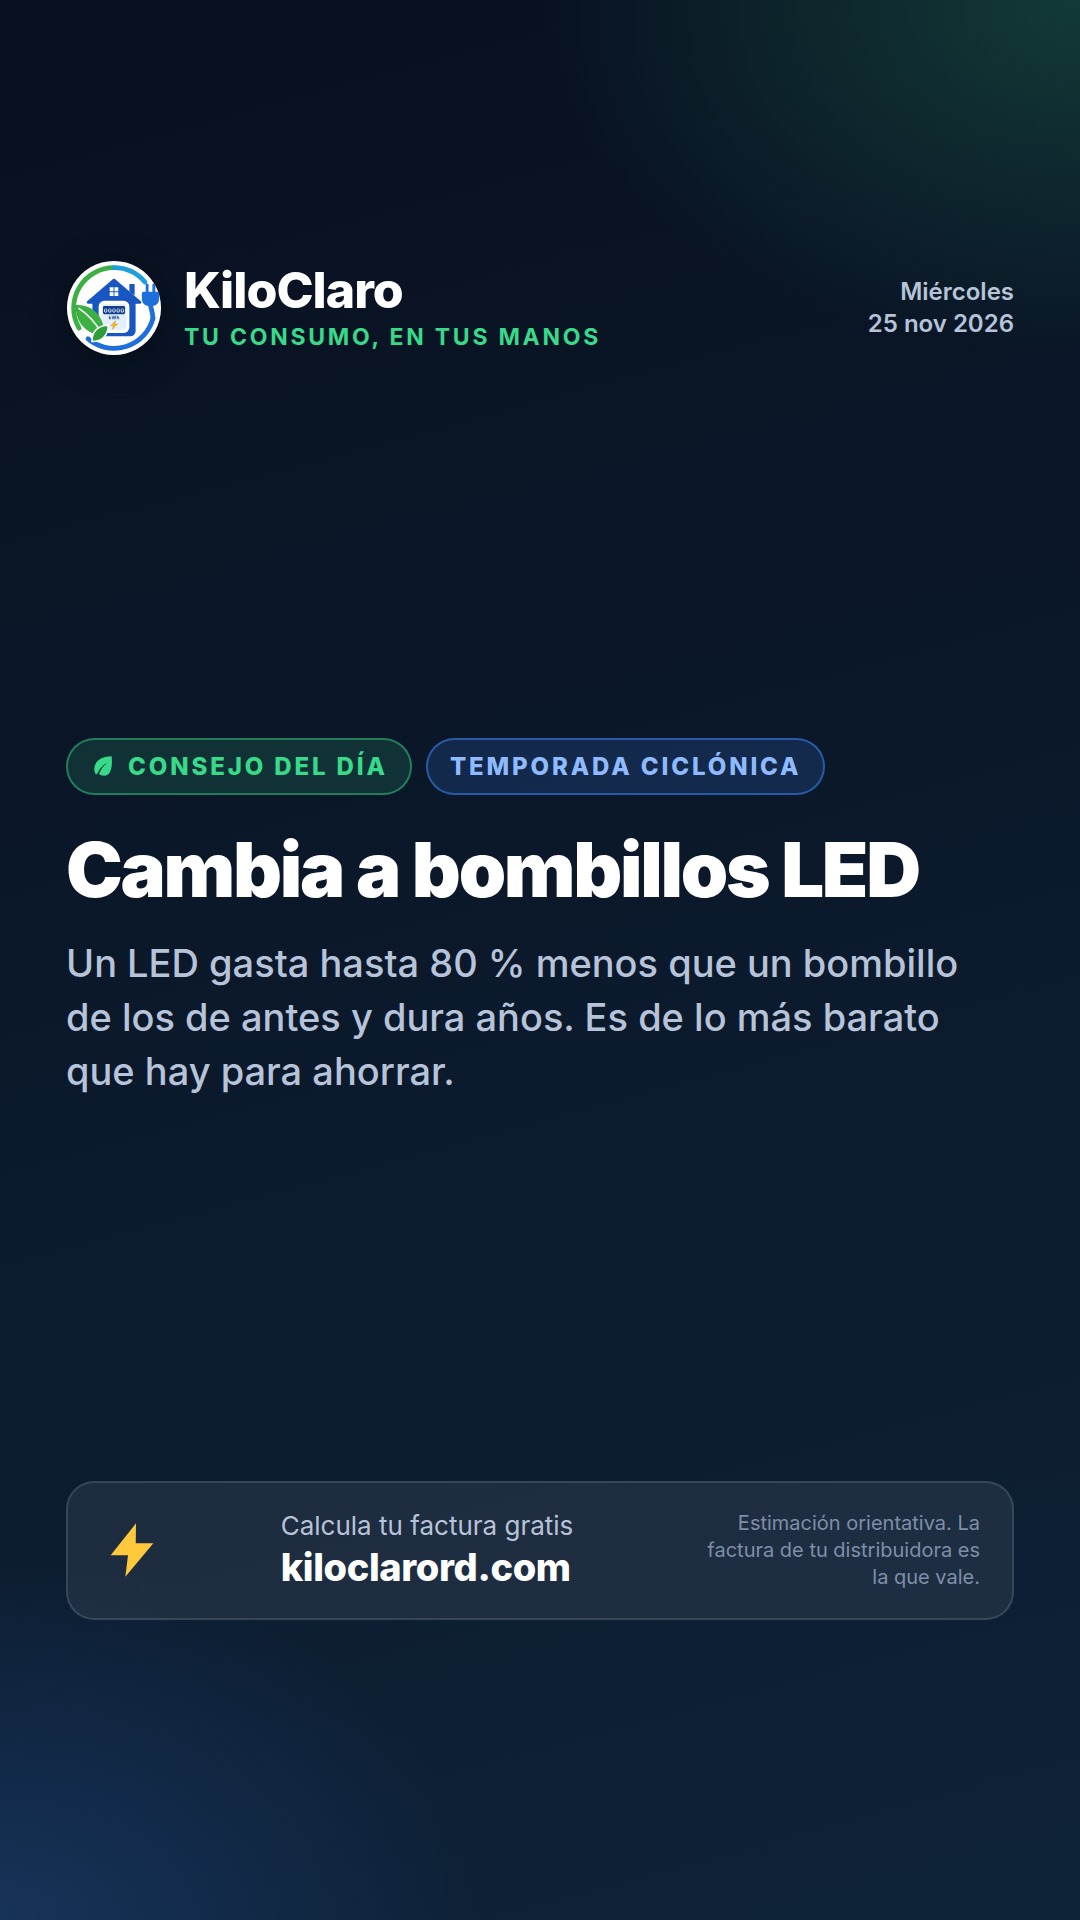 KiloClaro
TU CONSUMO, EN TUS MANOS
Miércoles
25 nov 2026
CONSEJO DEL DÍA
TEMPORADA CICLÓNICA
Cambia a bombillos LED
Un LED gasta hasta 80 % menos que un bombillo
de los de antes y dura años. Es de lo más barato
que hay para ahorrar.
Calcula tu factura gratis
kiloclarord.com
Estimación orientativa. La
factura de tu distribuidora es
la que vale.